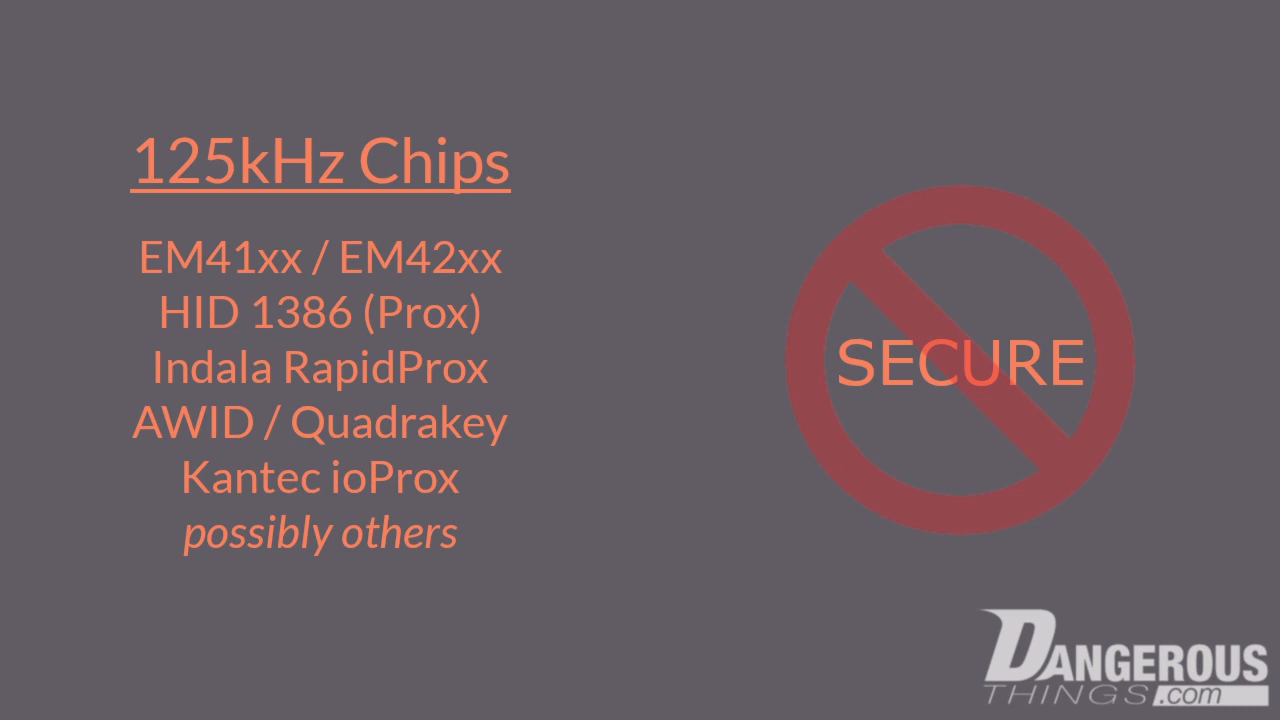 125kHz Chips
EM41xx / EM42xx
HID 1386 (Prox)
Indala RapidProx
AWID / Quadrakey
Kantec ioProx
possibly others
SECURE
DANGEROUS
THINGS.com